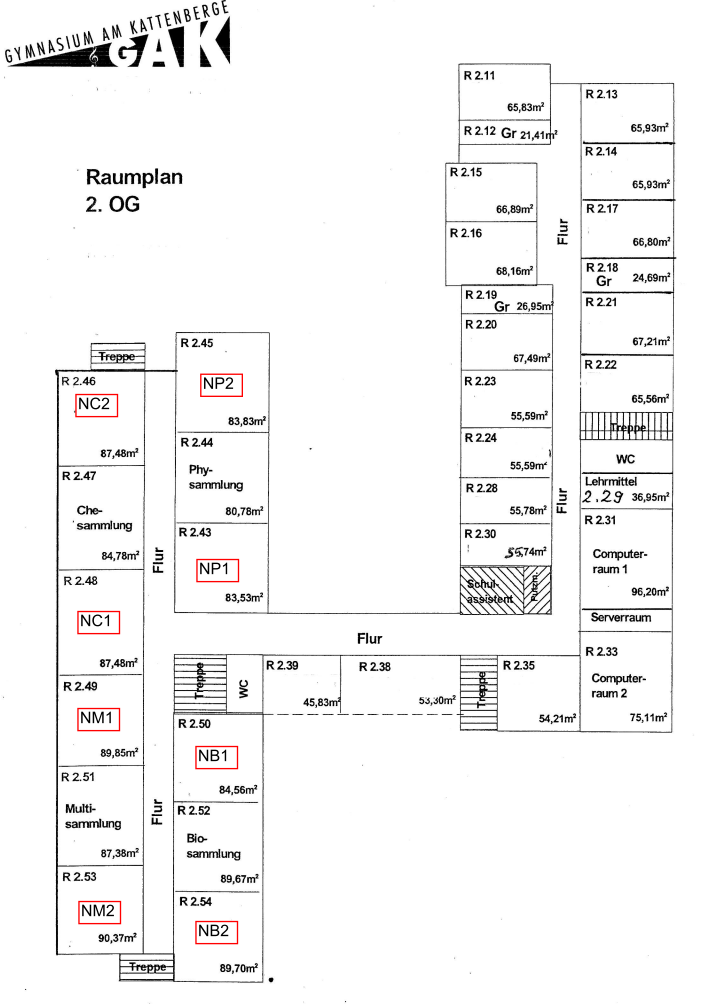 GYMNASIUM AM KATTENBERGE
GAK
Raumplan
2. OG
R 2.11
65,83m²
R 2.12 Gr 21,41m²
R 2.15
66,89m²
R 2.16
68,16m²
R 2.19
Gr 26,95m²
R 2.20
67,49m²
R 2.23
55,59m²
R 2.24
55,59m²
R 2.28
55,78m²
R 2.30
55,74m²
Schul-
assistent
Putzm.
Flur
Flur
R 2.13
65,93m²
R 2.14
65,93m²
R 2.17
66,80m²
R 2.18
Gr 24,69m²
R 2.21
67,21m²
R 2.22
65,56m²
Treppe
WC
Lehrmittel
2.29 36,95m²
R 2.31
Computer-
raum 1
96,20m²
Serverraum
R 2.33
Computer-
raum 2
75,11m²
Treppe
R 2.46
NC2
87,48m²
R 2.47
Che-
sammlung
84,78m²
R 2.48
NC1
87,48m²
R 2.49
NM1
89,85m²
R 2.51
Multi-
sammlung
87,38m²
R 2.53
NM2
90,37m²
Treppe
Flur
Flur
R 2.45
NP2
83,83m²
R 2.44
Phy-
sammlung
80,78m²
R 2.43
NP1
83,53m²
Flur
Treppe
WC
R 2.39
45,83m²
R 2.38
53,30m²
Treppe
R 2.35
54,21m²
R 2.50
NB1
84,56m²
R 2.52
Bio-
sammlung
89,67m²
R 2.54
NB2
89,70m²